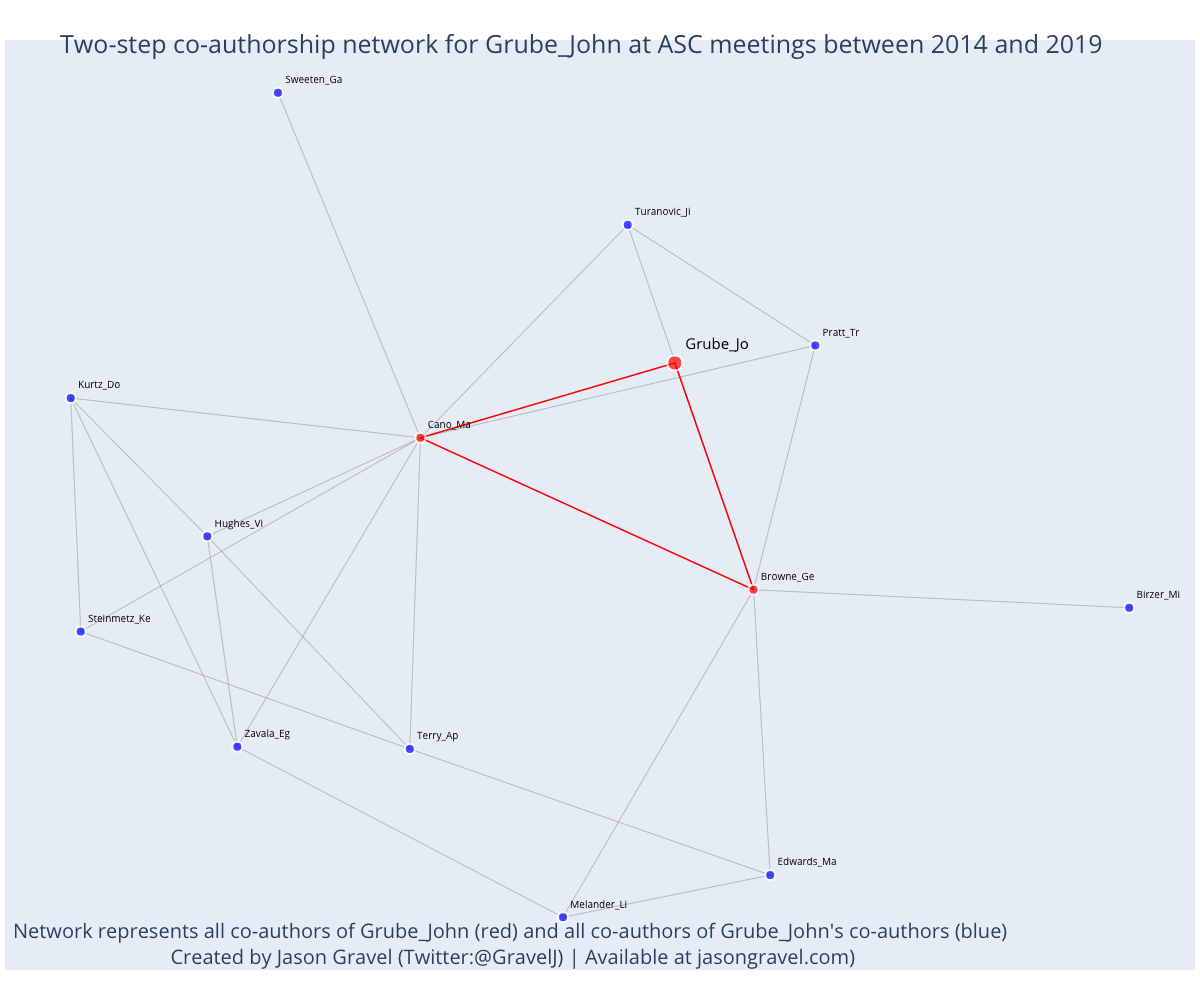 Two-step co-authorship network for Grube_John at ASC meetings between 2014 and 2019
Sweeten_Ga
Turanovic_Ji
Pratt_Tr
Grube_Jo
Kurtz_Do
Cano_Ma
Hughes_Vi
Browne_Ge
Birzer_Mi
Steinmetz_Ke
Zavala_Eg
Terry_Ap
Edwards_Ma
Melander_Li
Network represents all co-authors of Grube_John (red) and all co-authors of Grube_John's co-authors (blue)
Created by Jason Gravel (Twitter:@GravelJ) | Available at jasongravel.com)